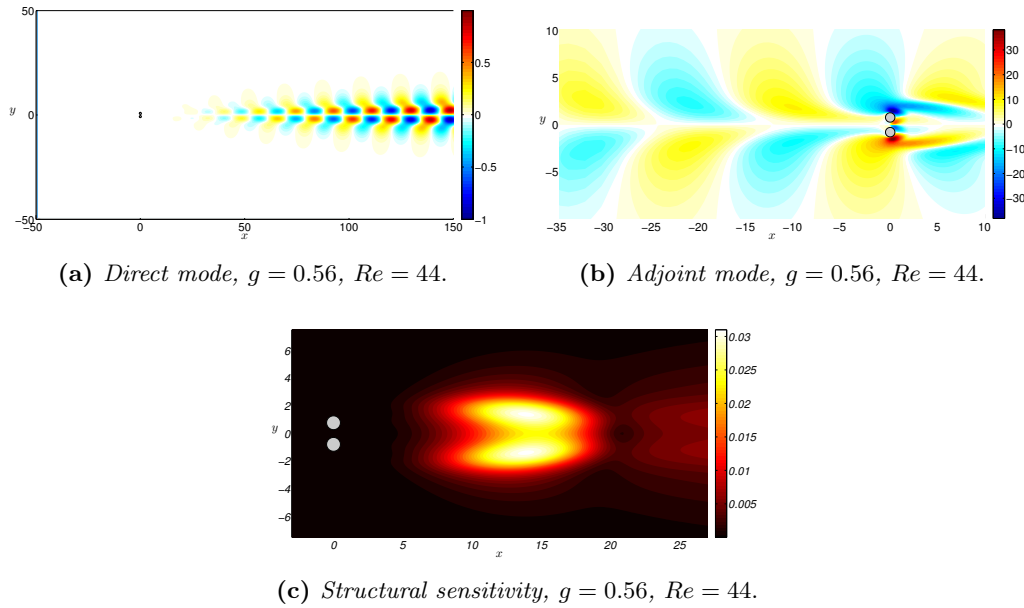 50
0
−50
y
−50 0 50 100 150
x
0.5
0
−0.5
−1
(a) Direct mode, g = 0.56, Re = 44.
10
5
0
−5
y
−35 −30 −25 −20 −15 −10 −5 0 5 10
x
30
20
10
0
−10
−20
−30
(b) Adjoint mode, g = 0.56, Re = 44.
6
4
2
0
−2
−4
−6
y
0 5 10 15 20 25
x
0.03
0.025
0.02
0.015
0.01
0.005
(c) Structural sensitivity, g = 0.56, Re = 44.